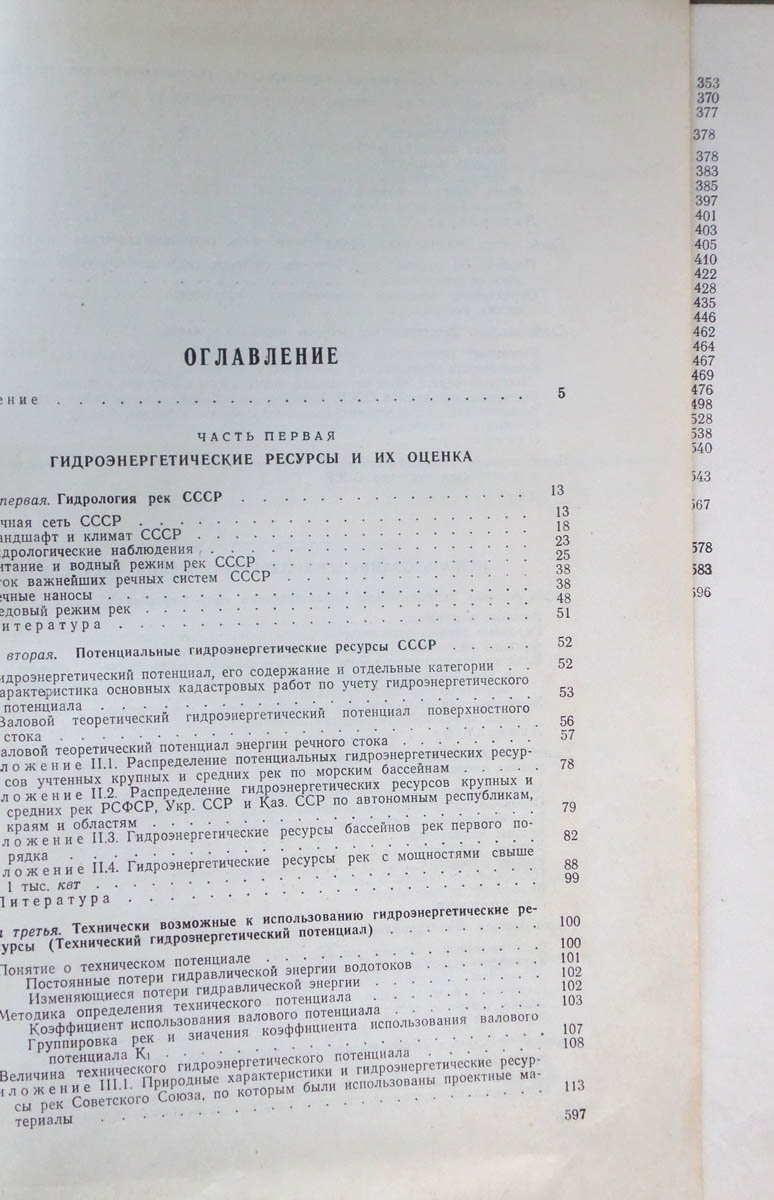 ОГЛАВЛЕНИЕ
ение . . . . . . . . . . . . . . . . . . 5
ЧАСТЬ ПЕРВАЯ
ГИДРОЭНЕРГЕТИЧЕСКИЕ РЕСУРСЫ И ИХ ОЦЕНКА
первая. Гидрология рек СССР . . . . . . . . . . . . 13
чная сеть СССР . . . . . . . . . . . . . . . 13
андшафт и климат СССР . . . . . . . . . . . . . 18
дрологические наблюдения . . . . . . . . . . . . 23
итание и водный режим рек СССР . . . . . . . . . . 25
ток важнейших речных систем СССР . . . . . . . . . 38
ечные наносы . . . . . . . . . . . . . . . . 38
едовый режим рек . . . . . . . . . . . . . . . 48
итература . . . . . . . . . . . . . . . . 51
вторая. Потенциальные гидроэнергетические ресурсы СССР . . . . . 52
идроэнергетический потенциал, его содержание и отдельные категории . . 52
арактеристика основных кадастровых работ по учету гидроэнергетического
потенциала . . . . . . . . . . . . . . . . 53
Валовой теоретический гидроэнергетический потенциал поверхностного
стока . . . . . . . . . . . . . . . . . . 56
аловой теоретический потенциал энергии речного стока . . . . . . 57
ложение II.1. Распределение потенциальных гидроэнергетических ресур-
сов учтенных крупных и средних рек по морским бассейнам . . . . . 78
ложение II.2. Распределение гидроэнергетических ресурсов крупных и
средних рек РСФСР, Укр. ССР и Каз. ССР по автономным республикам,
краям и областям . . . . . . . . . . . . . . 79
ложение II.3. Гидроэнергетические ресурсы бассейнов рек первого по-
рядка . . . . . . . . . . . . . . . . . . 82
ложение II.4. Гидроэнергетические ресурсы рек с мощностями свыше
1 тыс. квт . . . . . . . . . . . . . . . . 88
Литература . . . . . . . . . . . . . . . . 99
а третья. Технически возможные к использованию гидроэнергетические ре-
сурсы (Технический гидроэнергетический потенциал) . . . . . . . 100
Понятие о техническом потенциале . . . . . . . . . . . 100
Постоянные потери гидравлической энергии водотоков . . . . . . 101
Изменяющиеся потери гидравлической энергии . . . . . . . . 102
Методика определения технического потенциала . . . . . . . . 102
Коэффициент использования валового потенциала . . . . . . . 103
Группировка рек и значения коэффициента использования валового
потенциала K₁ . . . . . . . . . . . . . . . 107
Величина технического гидроэнергетического потенциала . . . . . . 108
иложение III.1. Природные характеристики и гидроэнергетические ресур-
сы рек Советского Союза, по которым были использованы проектные ма-
териалы . . . . . . . . . . . . . . . . . 113
597
353
370
377
378
378
383
385
397
401
403
405
410
422
428
435
446
462
464
467
469
476
498
528
538
540
543
567
578
583
596